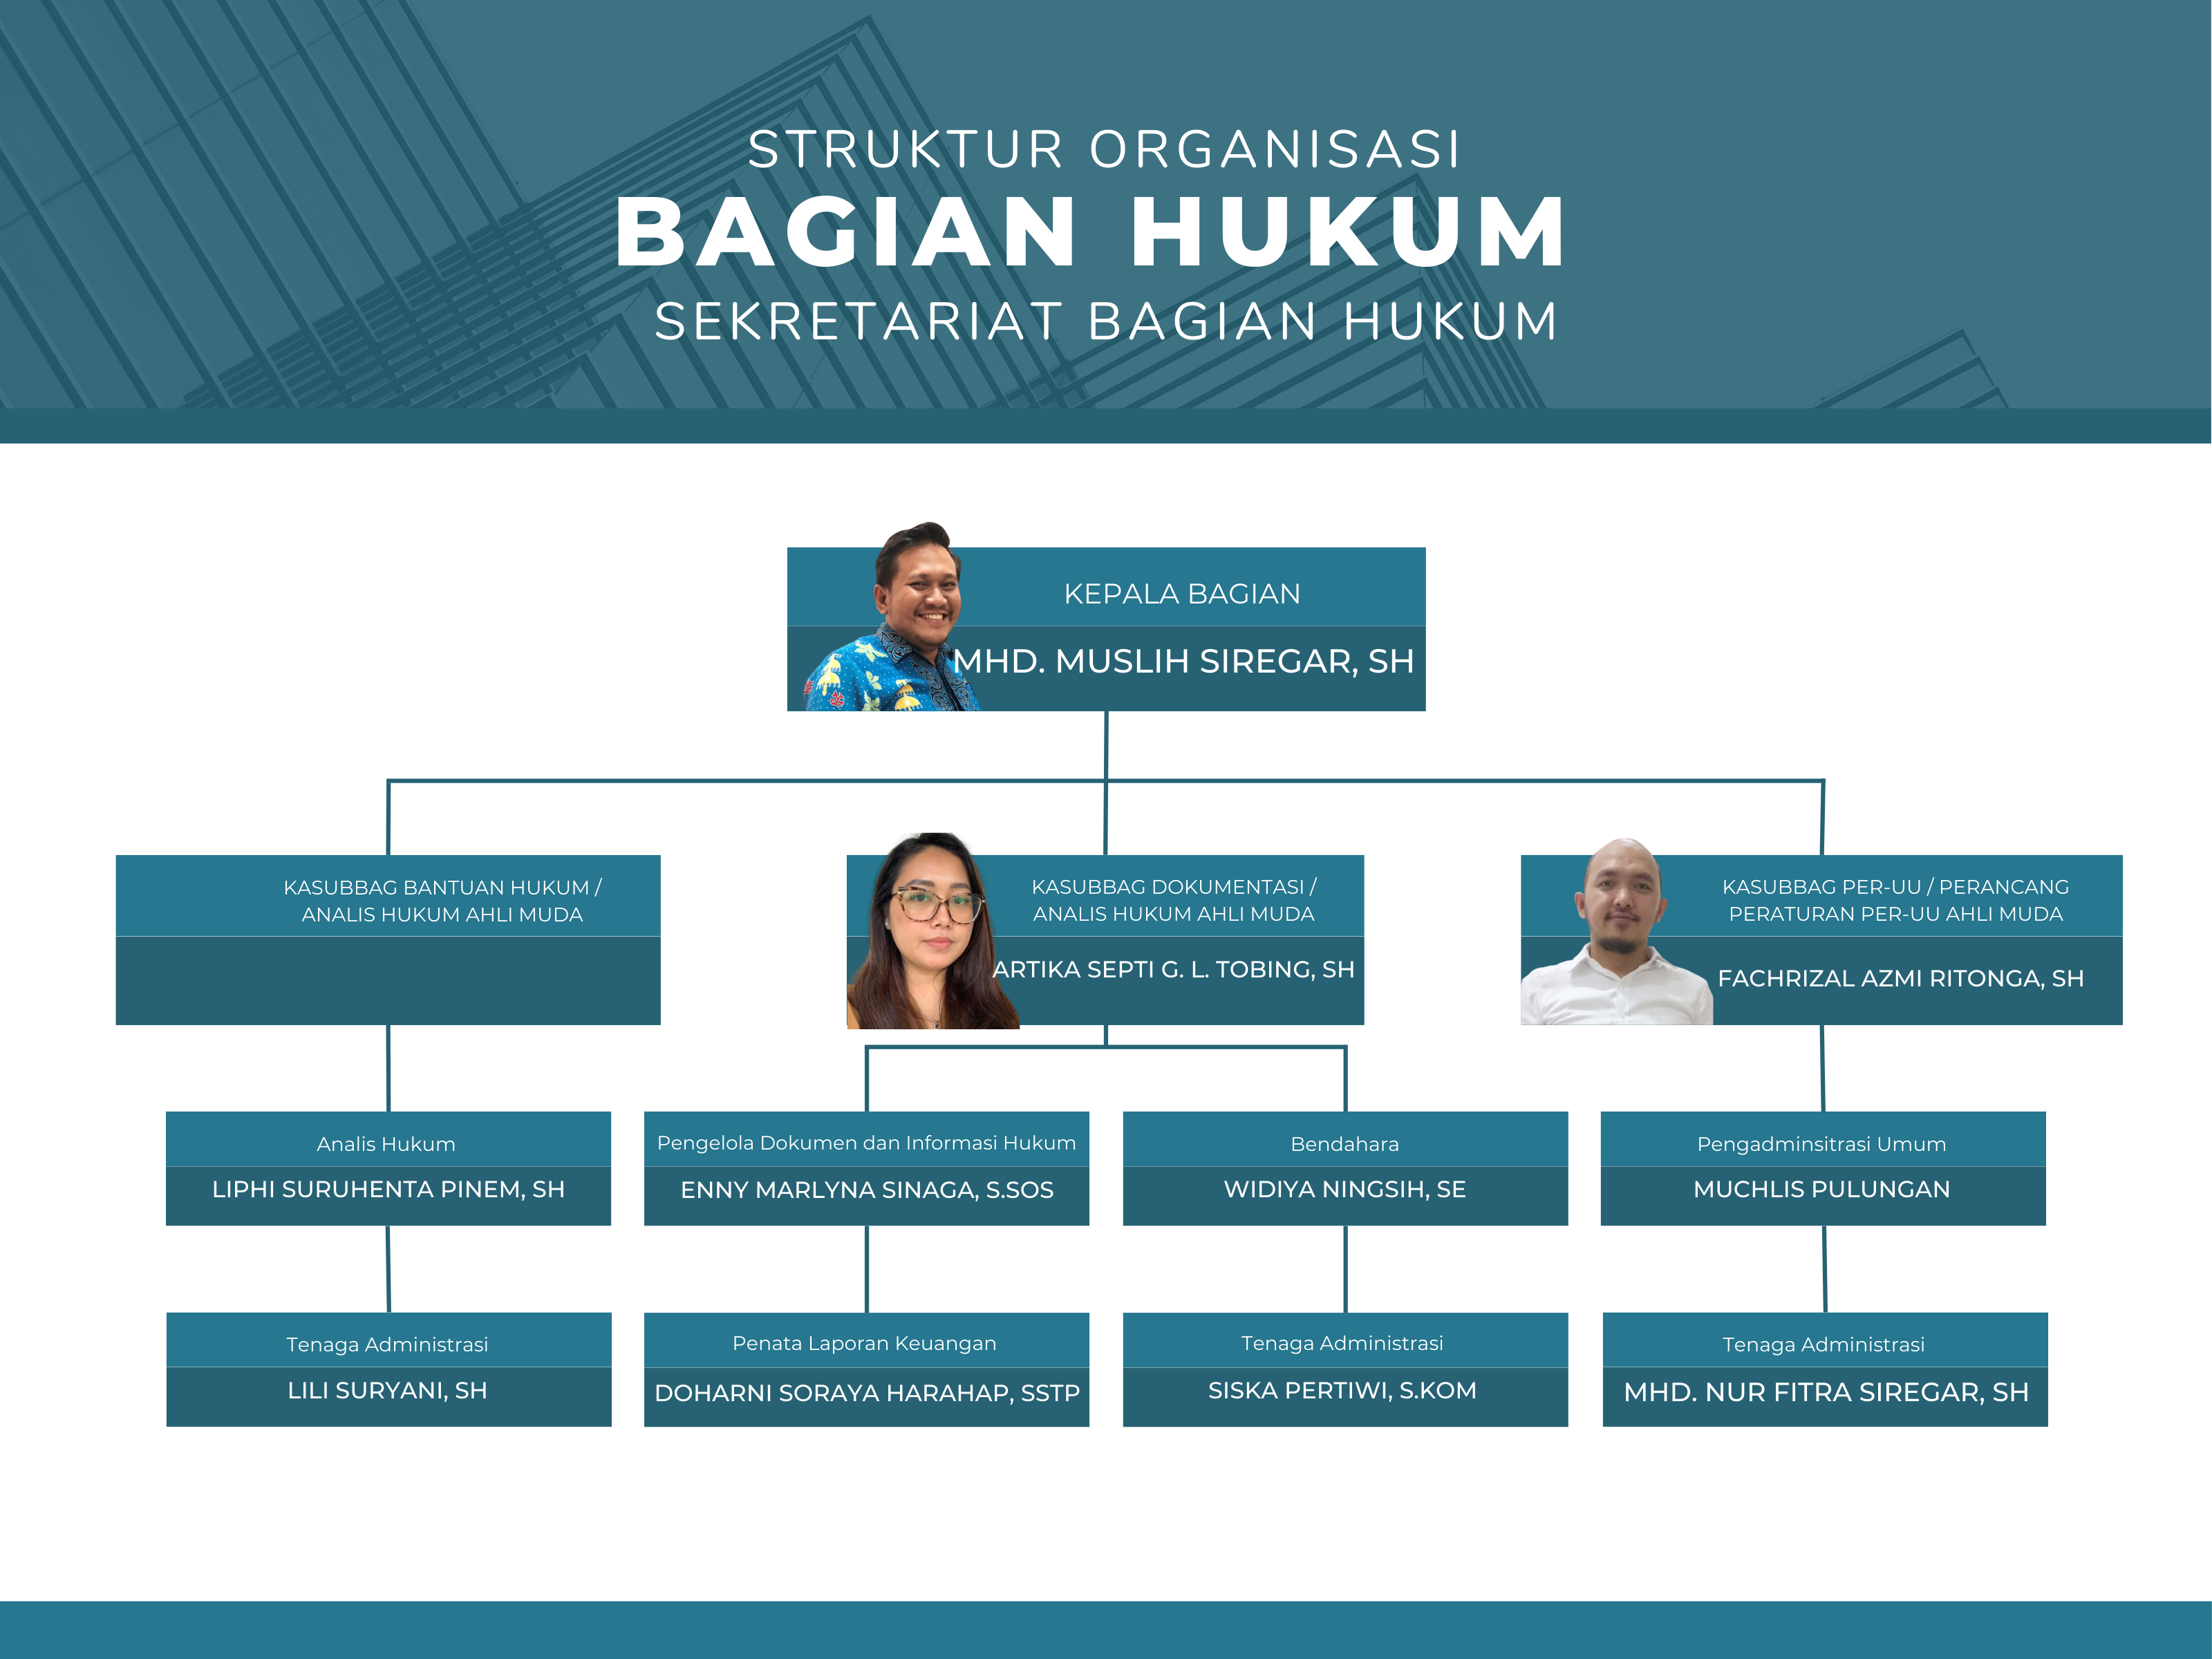 STRUKTUR ORGANISASI
BAGIAN HUKUM
SEKRETARIAT BAGIAN HUKUM
KEPALA BAGIAN
MHD. MUSLIH SIREGAR, SH
KASUBBAG BANTUAN HUKUM /
ANALIS HUKUM AHLI MUDA
KASUBBAG DOKUMENTASI /
ANALIS HUKUM AHLI MUDA
ARTIKA SEPTI G. L. TOBING, SH
KASUBBAG PER-UU / PERANCANG
PERATURAN PER-UU AHLI MUDA
FACHRIZAL AZMI RITONGA, SH
Analis Hukum
LIPHI SURUHENTA PINEM, SH
Pengelola Dokumen dan Informasi Hukum
ENNY MARLYNA SINAGA, S.SOS
Bendahara
WIDIYA NINGSIH, SE
Pengadminsitrasi Umum
MUCHLIS PULUNGAN
Tenaga Administrasi
LILI SURYANI, SH
Penata Laporan Keuangan
DOHARNI SORAYA HARAHAP, SSTP
Tenaga Administrasi
SISKA PERTIWI, S.KOM
Tenaga Administrasi
MHD. NUR FITRA SIREGAR, SH